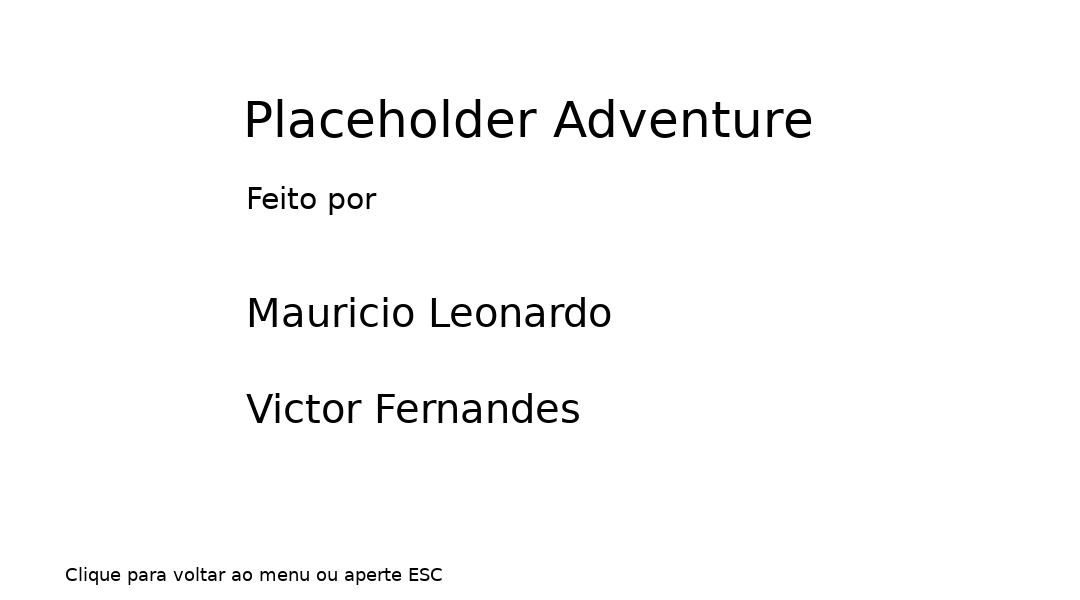 Placeholder Adventure
Feito por
Mauricio Leonardo
Victor Fernandes
Clique para voltar ao menu ou aperte ESC